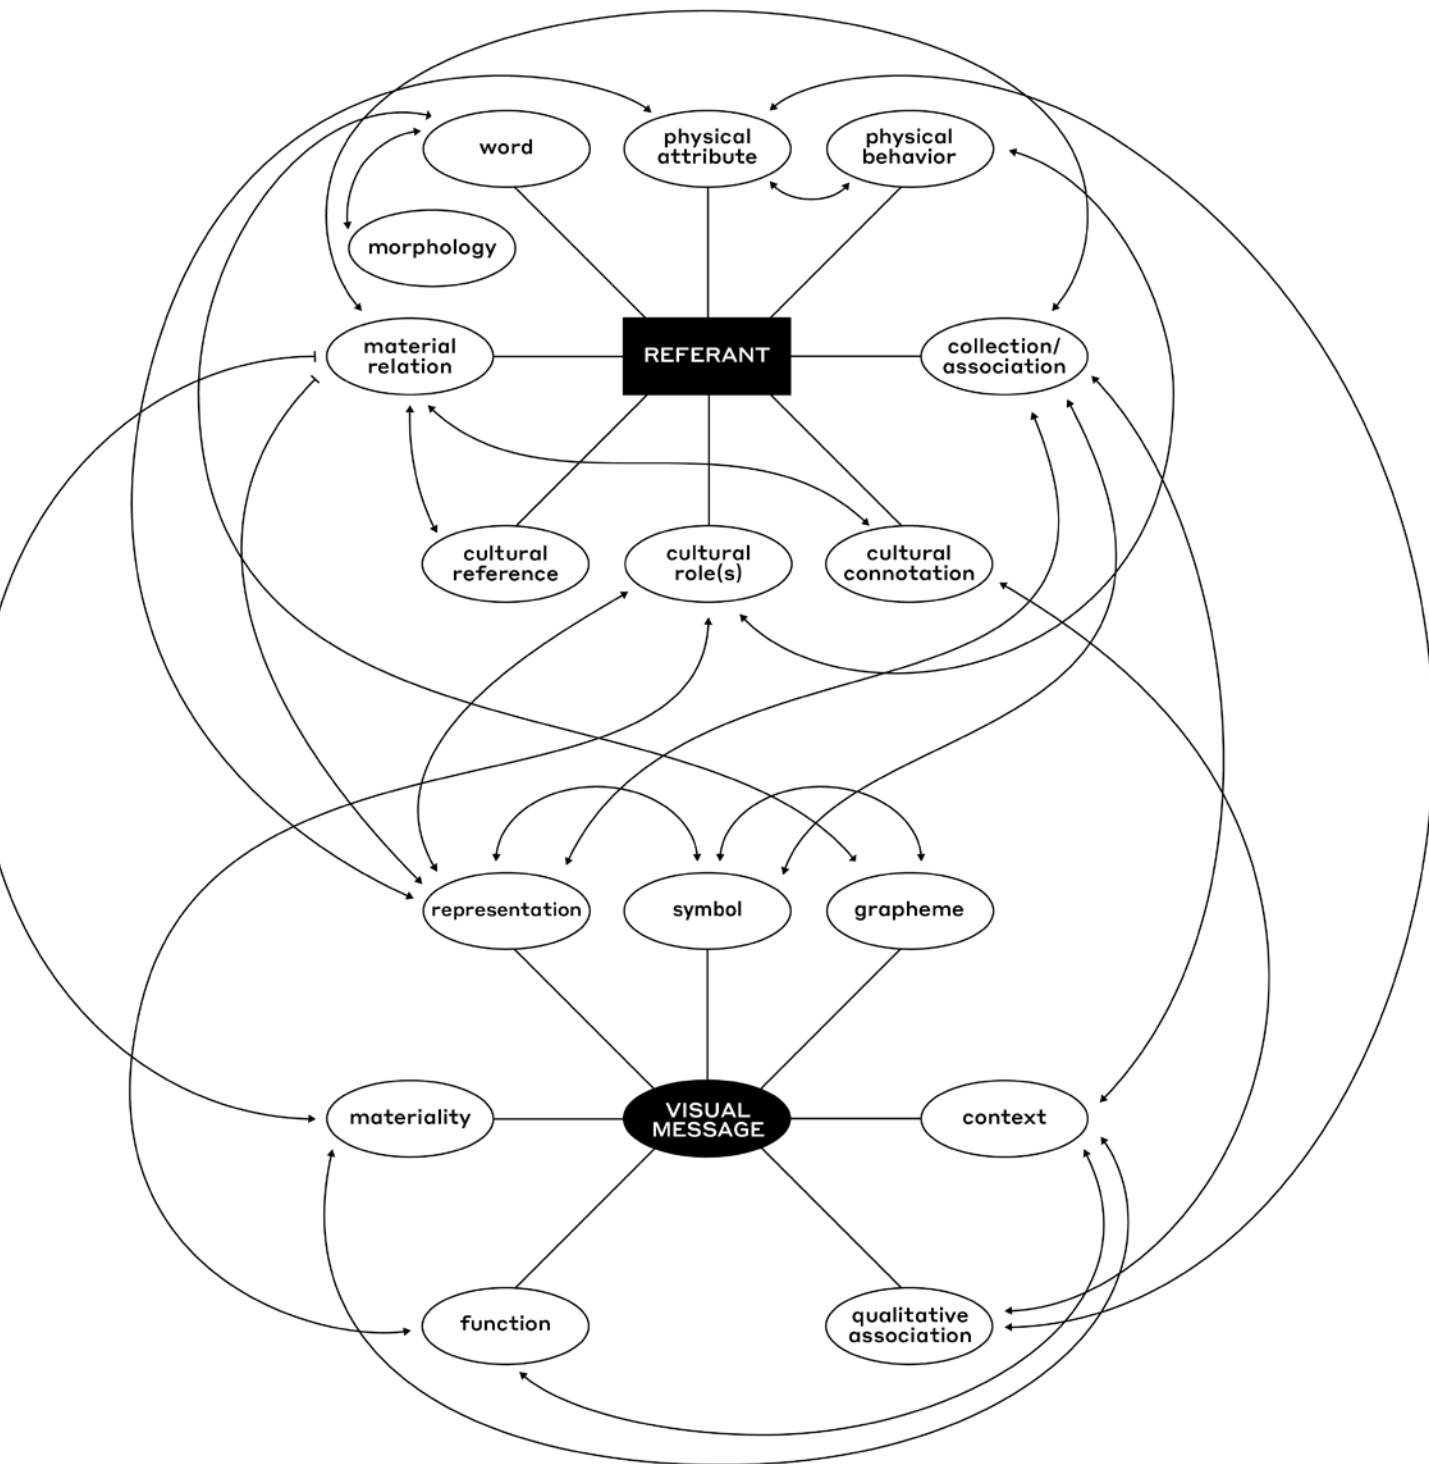 word
physical
attribute
physical
behavior
morphology
material
relation
REFERANT
collection/
association
cultural
reference
cultural
role(s)
cultural
connotation
representation
symbol
grapheme
materiality
VISUAL
MESSAGE
context
function
qualitative
association